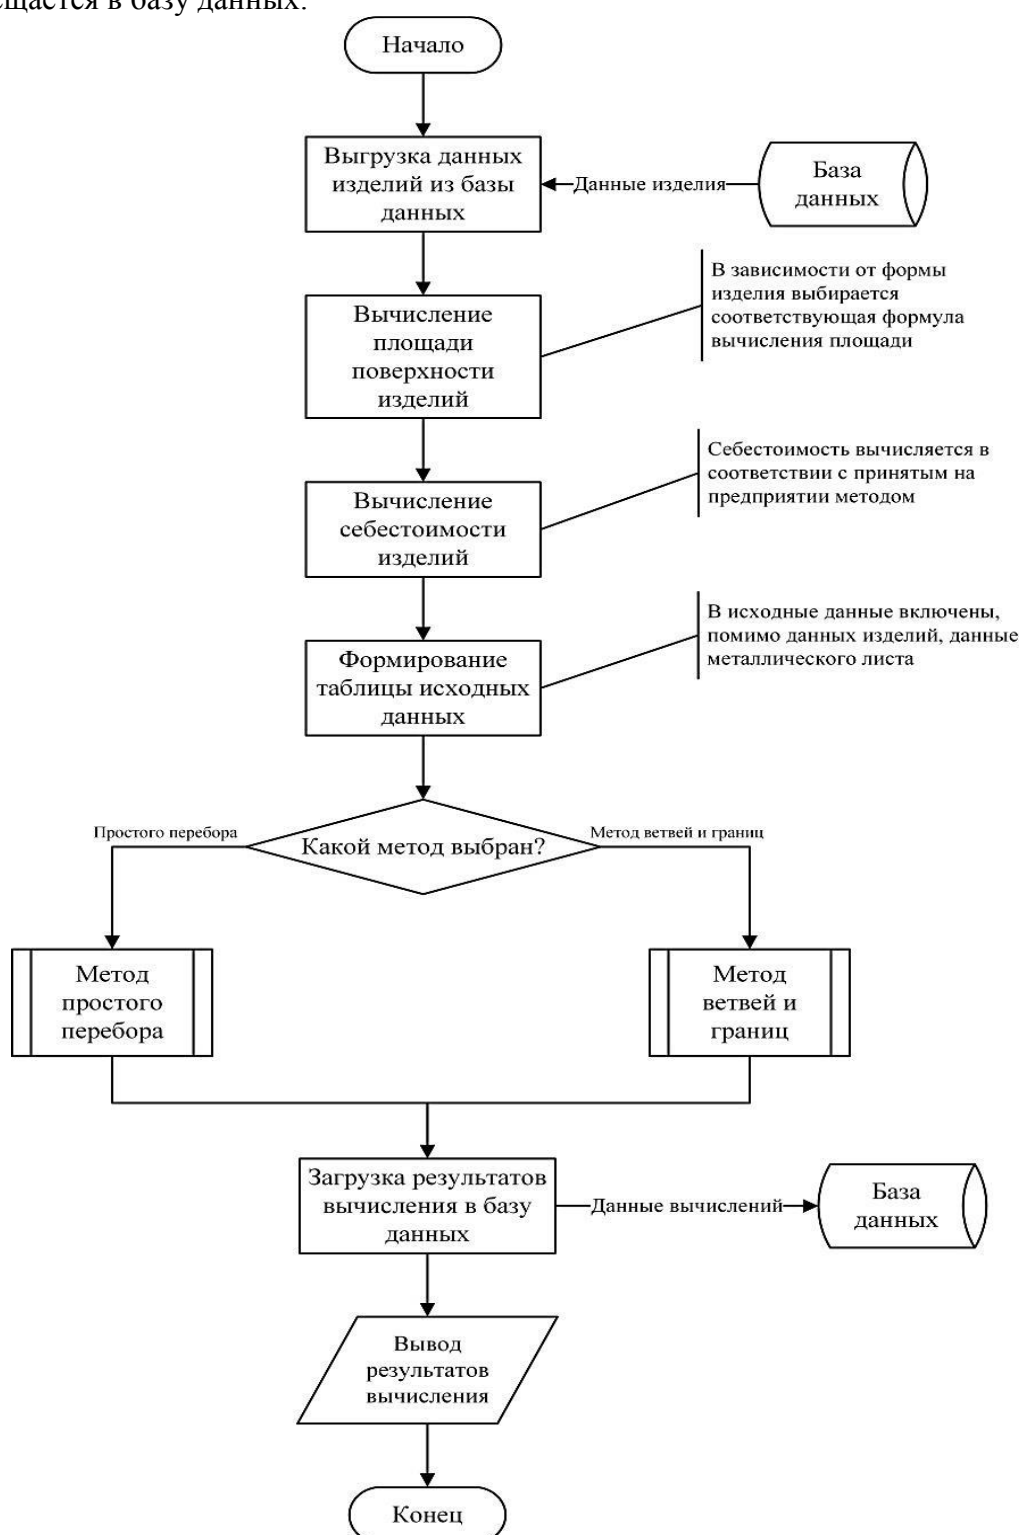 щается в базу данных.
Начало
Выгрузка данных
изделий из базы
данных
Данные изделия
База
данных
В зависимости от формы
изделия выбирается
соответствующая формула
вычисления площади
Вычисление
площади
поверхности
изделий
Себестоимость вычисляется в
соответствии с принятым на
предприятии методом
Вычисление
себестоимости
изделий
В исходные данные включены,
помимо данных изделий, данные
металлического листа
Формирование
таблицы исходных
данных
Простого перебора
Какой метод выбран?
Метод ветвей и границ
Метод
простого
перебора
Метод
ветвей и
границ
Загрузка результатов
вычисления в базу
данных
Данные вычислений
База
данных
Вывод
результатов
вычисления
Конец